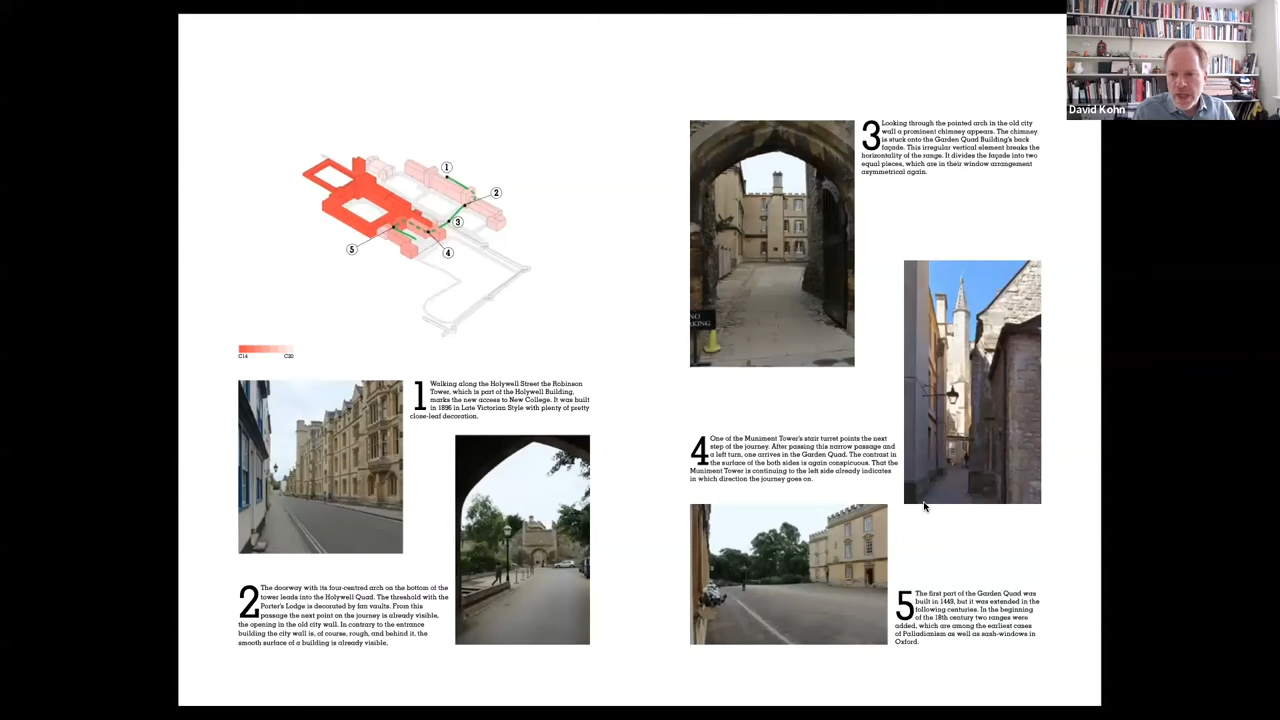 David Kohn
1
2
3
4
5
C14 C20
1 Walking along the Holywell Street the Robinson
Tower, which is part of the Holywell Building,
marks the new access to New College. It was built
in 1896 in Late Victorian Style with plenty of pretty
close-leaf decoration.
2 The doorway with its four-centred arch on the bottom of the
tower leads into the Holywell Quad. The threshold with the
Porter's Lodge is decorated by fan vaults. From this
passage the next point on the journey is already visible,
the opening in the old city wall. In contrary to the entrance
building the city wall is, of course, rough, and behind it, the
smooth surface of a building is already visible.
3 Looking through the pointed arch in the old city
wall a prominent chimney appears. The chimney
is stuck onto the Garden Quad Building's back
façade. This irregular vertical element breaks the
horizontality of the range. It divides the façade into two
equal pieces, which are in their window arrangement
asymmetrical again.
NO
KING
4 One of the Muniment Tower's stair turret points the next
step of the journey. After passing this narrow passage and
a left turn, one arrives in the Garden Quad. The contrast in
the surface of the both sides is again conspicuous. That the
Muniment Tower is continuing to the left side already indicates
in which direction the journey goes on.
5 The first part of the Garden Quad was
built in 1449, but it was extended in the
following centuries. In the beginning
of the 18th century two ranges were
added, which are among the earliest cases
of Palladianism as well as sash-windows in
Oxford.